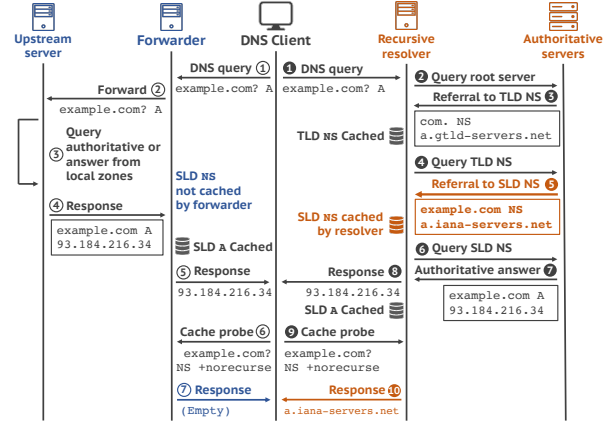 Upstream
server
Forwarder
DNS Client
Recursive
resolver
Authoritative
servers
DNS query ①
example.com? A
❶ DNS query
example.com? A
Forward ②
example.com? A
❷ Query root server
Referral to TLD NS ❸
com. NS
a.gtld-servers.net
TLD NS Cached
Query
authoritative or
③ answer from
local zones
❹ Query TLD NS
SLD NS
not cached
by forwarder
Referral to SLD NS ❺
example.com NS
a.iana-servers.net
④ Response
example.com A
93.184.216.34
SLD NS cached
by resolver
SLD A Cached
❻ Query SLD NS
Authoritative answer ❼
example.com A
93.184.216.34
⑤ Response
93.184.216.34
Response ❽
93.184.216.34
SLD A Cached
Cache probe ⑥
example.com?
NS +norecurse
❾ Cache probe
example.com?
NS +norecurse
⑦ Response
(Empty)
Response ❿
a.iana-servers.net